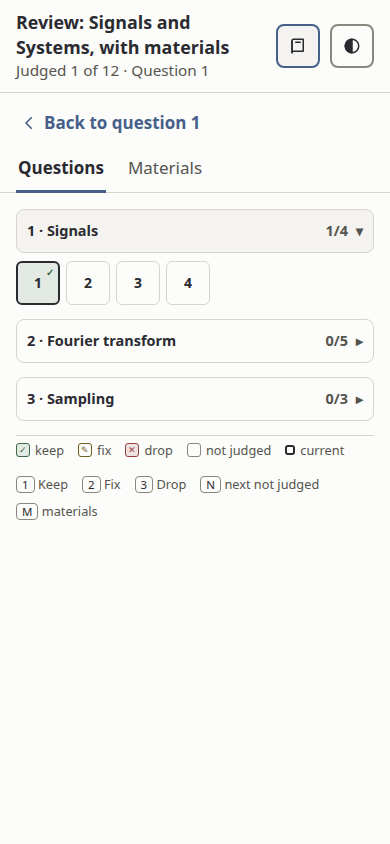 Review: Signals and
Systems, with materials
Judged 1 of 12 · Question 1
Back to question 1
Questions Materials
1 · Signals 1/4 ▾
1 ✓ 2 3 4
2 · Fourier transform 0/5 ▸
3 · Sampling 0/3 ▸
✓ keep ✎ fix ✕ drop not judged current
1 Keep 2 Fix 3 Drop N next not judged
M materials